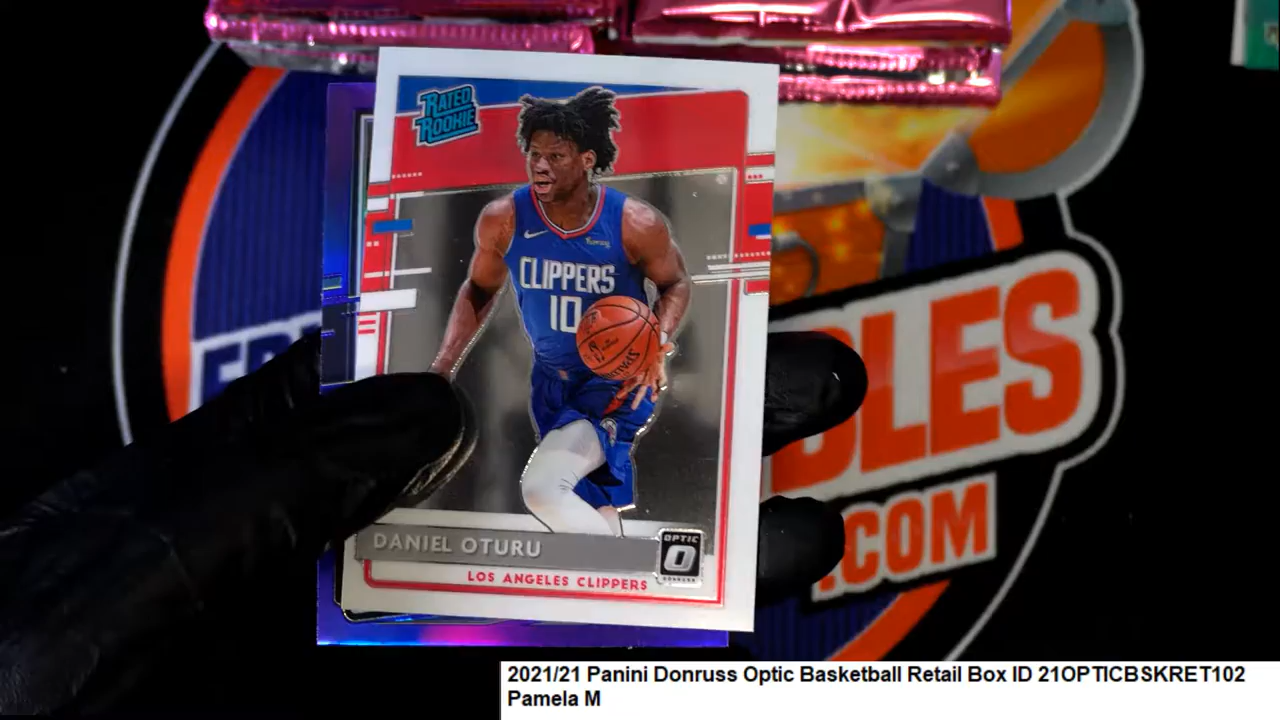 RATED
ROOKIE
CLIPPERS
10
DANIEL OTURU
OPTIC
LOS ANGELES CLIPPERS
.COM
2021/21 Panini Donruss Optic Basketball Retail Box ID 21OPTICBSKRET102
Pamela M